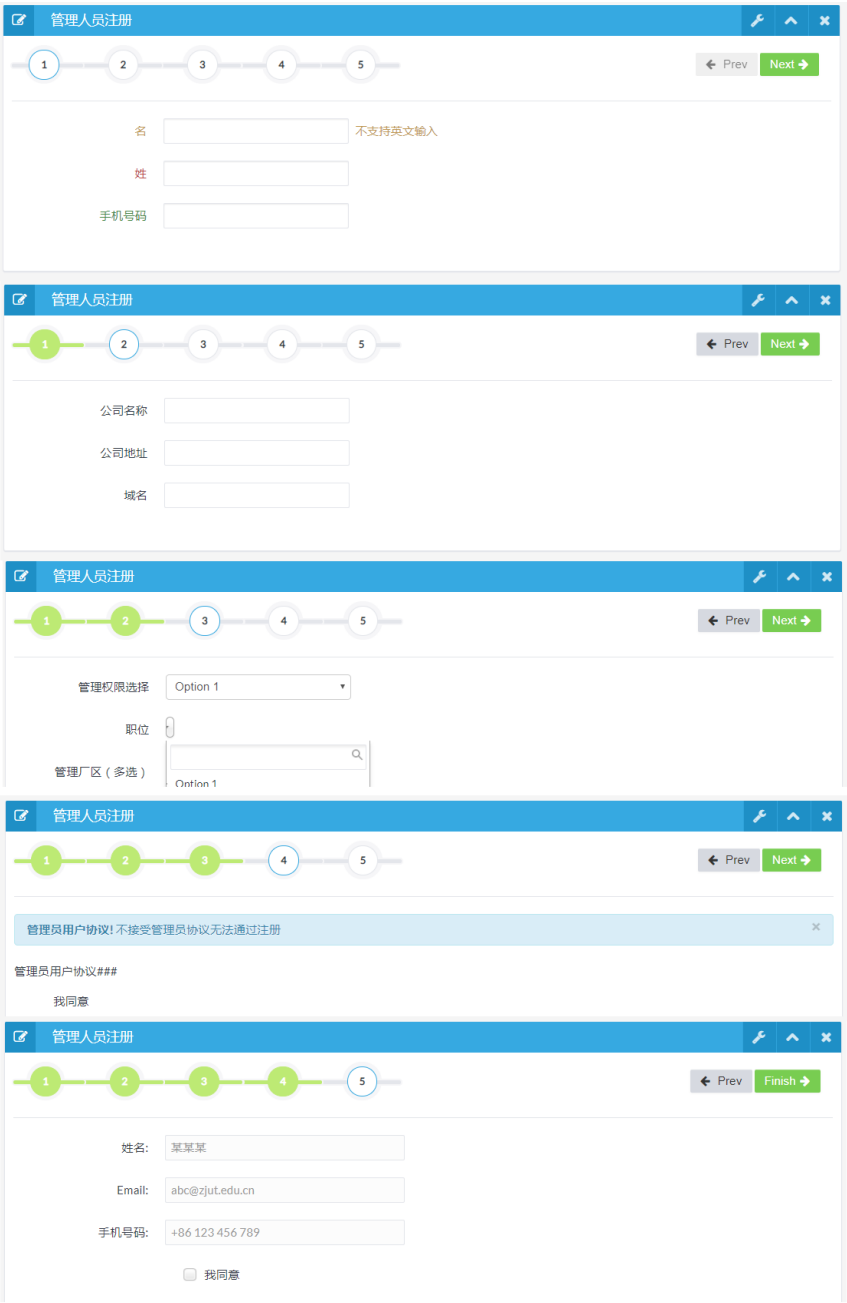 管理人员注册
1 2 3 4 5 Prev Next
名 不支持英文输入
姓
手机号码
管理人员注册
1 2 3 4 5 Prev Next
公司名称
公司地址
域名
管理人员注册
1 2 3 4 5 Prev Next
管理权限选择 Option 1
职位
管理厂区(多选)
Option 1
管理人员注册
1 2 3 4 5 Prev Next
管理员用户协议! 不接受管理员协议无法通过注册
管理员用户协议###
我同意
管理人员注册
1 2 3 4 5 Prev Finish
姓名: 某某某
Email: abc@zjut.edu.cn
手机号码: +86 123 456 789
我同意